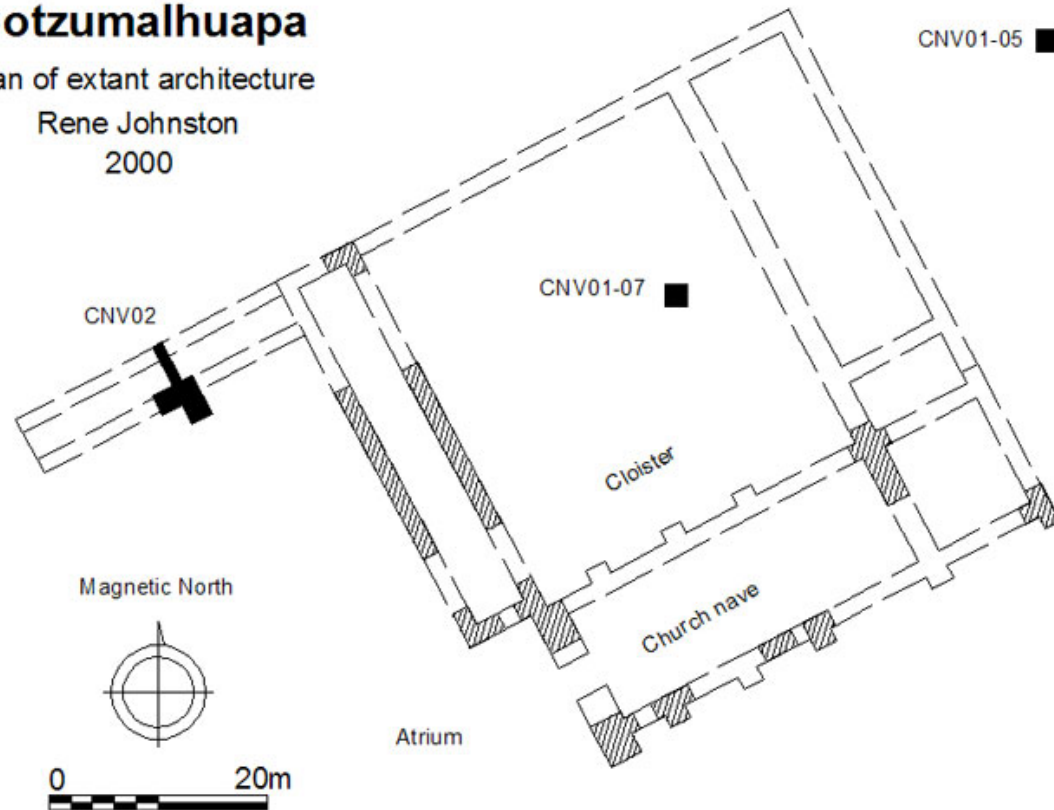 otzumalhuapa
an of extant architecture
Rene Johnston
2000
CNV01-05
CNV01-07
CNV02
Cloister
Magnetic North
Church nave
Atrium
0 20m